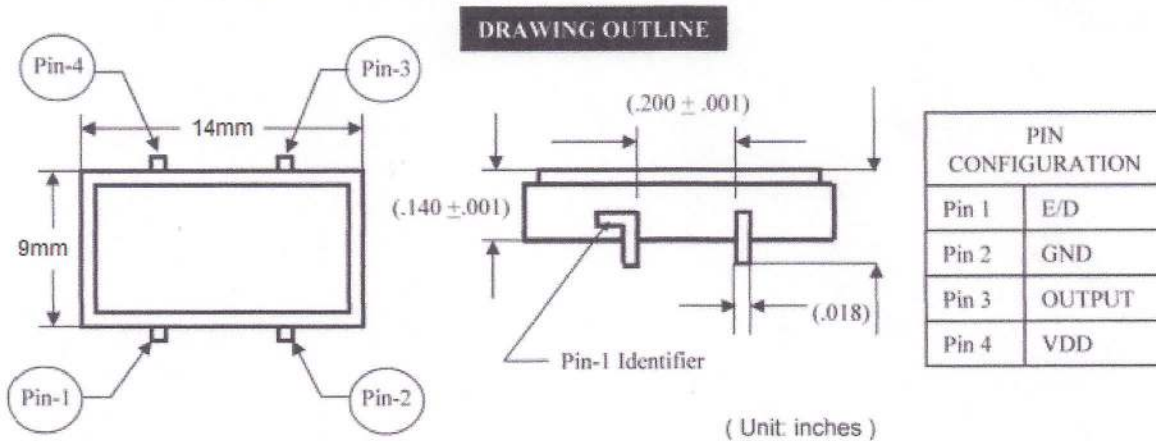 DRAWING OUTLINE
Pin-4
Pin-3
14mm
9mm
Pin-1
Pin-2
(.200 ± .001)
(.140 ±.001)
(.018)
Pin-1 Identifier
( Unit: inches )
PIN
CONFIGURATION
Pin 1 E/D
Pin 2 GND
Pin 3 OUTPUT
Pin 4 VDD